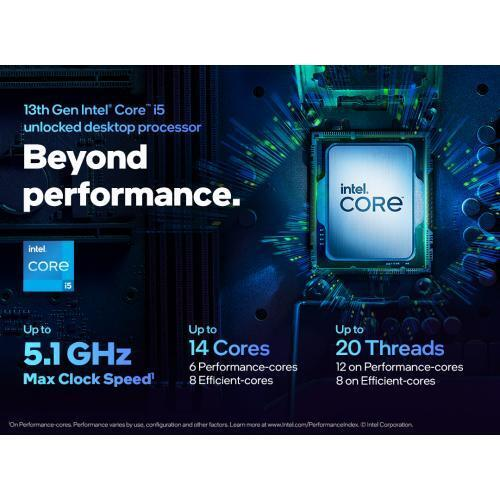 13th Gen Intel® Core™ i5
unlocked desktop processor
Beyond
performance.
intel.
CORE
intel.
CORE
i5
Up to
5.1 GHz
Max Clock Speed¹
Up to
14 Cores
6 Performance-cores
8 Efficient-cores
Up to
20 Threads
12 on Performance-cores
8 on Efficient-cores
¹On Performance-cores. Performance varies by use, configuration and other factors. Learn more at www.Intel.com/PerformanceIndex. © Intel Corporation.